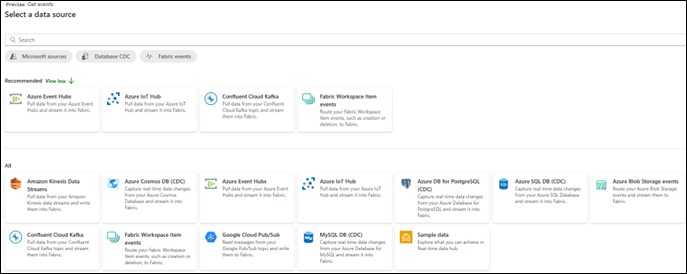 Preview Get events
Select a data source
Search
Microsoft sources
Database CDC
Fabric events
Recommended View less
Azure Event Hubs
Pull data from your Azure Event
Hubs and stream it into Fabric.
Azure IoT Hub
Pull data from your Azure IoT
Hub and stream it into Fabric.
Confluent Cloud Kafka
Pull data from your Confluent
Cloud Kafka topic and stream
them into Fabric.
Fabric Workspace Item
events
Route your Fabric Workspace
Item events, such as creation or
deletion, to Fabric.
All
Amazon Kinesis Data
Streams
Pull data from your Amazon
Kinesis data streams and write
them into Fabric.
Azure Cosmos DB (CDC)
Capture real-time data changes
from your Azure Cosmos
Database and stream it into
Fabric.
Azure Event Hubs
Pull data from your Azure Event
Hubs and stream it into Fabric.
Azure IoT Hub
Pull data from your Azure IoT
Hub and stream it into Fabric.
Azure DB for PostgreSQL
(CDC)
Capture real-time data changes
from your Azure Database for
PostgreSQL and stream it into
Fabric.
Azure SQL DB (CDC)
Capture real-time data changes
from your Azure SQL Database
and stream it into Fabric.
Azure Blob Storage events
Route your Azure Blob Storage
events and stream them to
Fabric.
Confluent Cloud Kafka
Pull data from your Confluent
Cloud Kafka topic and stream
them into Fabric.
Fabric Workspace Item
events
Route your Fabric Workspace
Item events, such as creation
or deletion, to Fabric.
Google Cloud Pub/Sub
Read messages from your
Google Pub/Sub topic and write
them to Fabric.
MySQL DB (CDC)
Capture real-time data changes
from your Azure Database for
MySQL and stream it into
Fabric.
Sample data
Explore what you can achieve in
Real-time data hub.